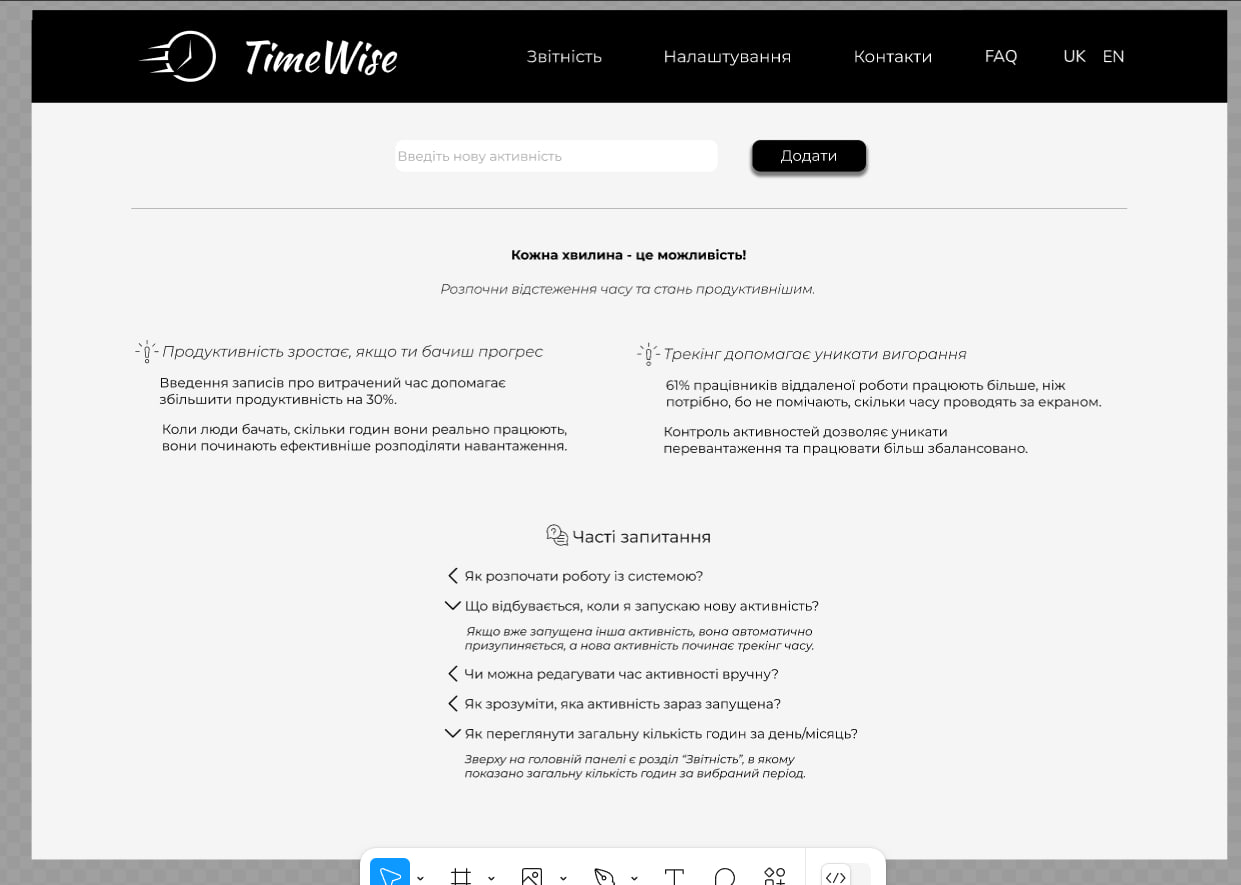 TimeWise
Звітність
Налаштування
Контакти
FAQ
UK EN
Введіть нову активність
Додати
Кожна хвилина - це можливість!
Розпочни відстеження часу та стань продуктивнішим.
Продуктивність зростає, якщо ти бачиш прогрес
Введення записів про витрачений час допомагає
збільшити продуктивність на 30%.
Коли люди бачать, скільки годин вони реально працюють,
вони починають ефективніше розподіляти навантаження.
Трекінг допомагає уникати вигорання
61% працівників віддаленої роботи працюють більше, ніж
потрібно, бо не помічають, скільки часу проводять за екраном.
Контроль активностей дозволяє уникати
перевантаження та працювати більш збалансовано.
Часті запитання
Як розпочати роботу із системою?
Що відбувається, коли я запускаю нову активність?
Якщо вже запущена інша активність, вона автоматично
призупиняється, а нова активність починає трекінг часу.
Чи можна редагувати час активності вручну?
Як зрозуміти, яка активність зараз запущена?
Як переглянути загальну кількість годин за день/місяць?
Зверху на головній панелі є розділ “Звітність”, в якому
показано загальну кількість годин за вибраний період.